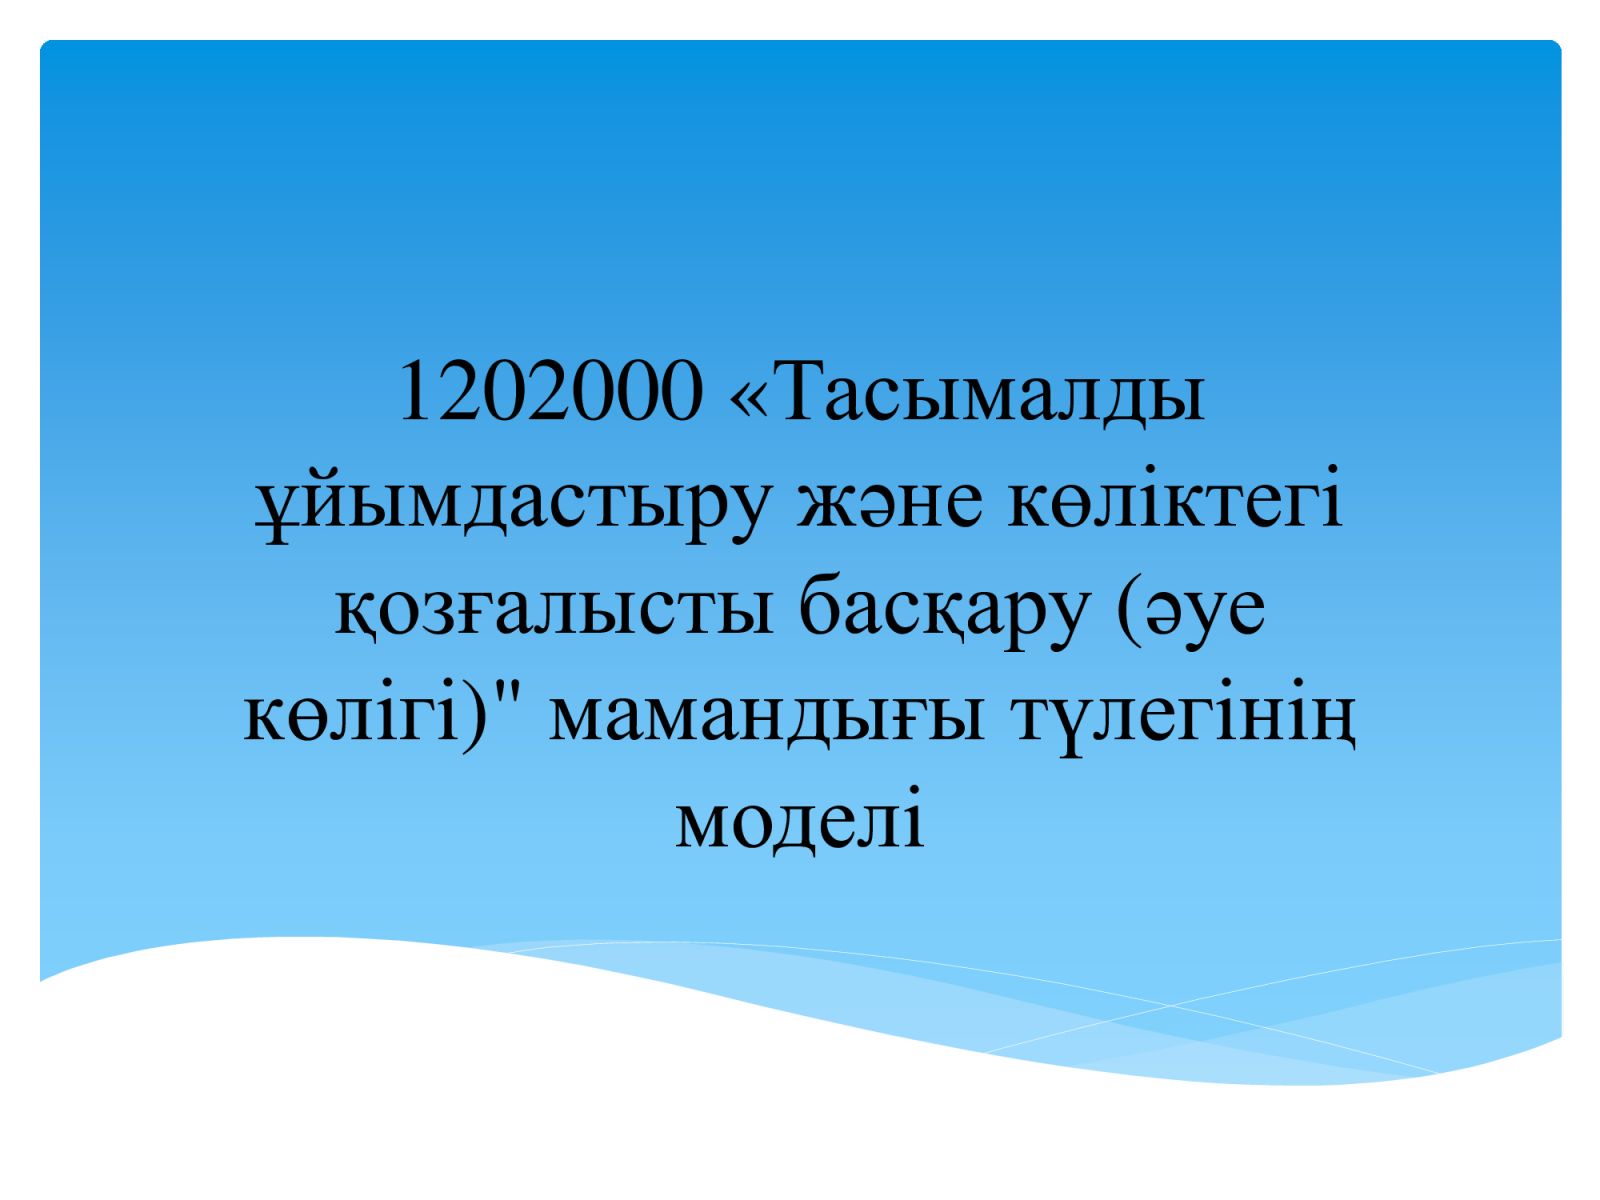 1202000 «Тасымалды
ұйымдастыру және көліктегі
қозғалысты басқару (әуе
көлігі)" мамандығы түлегінің
моделі